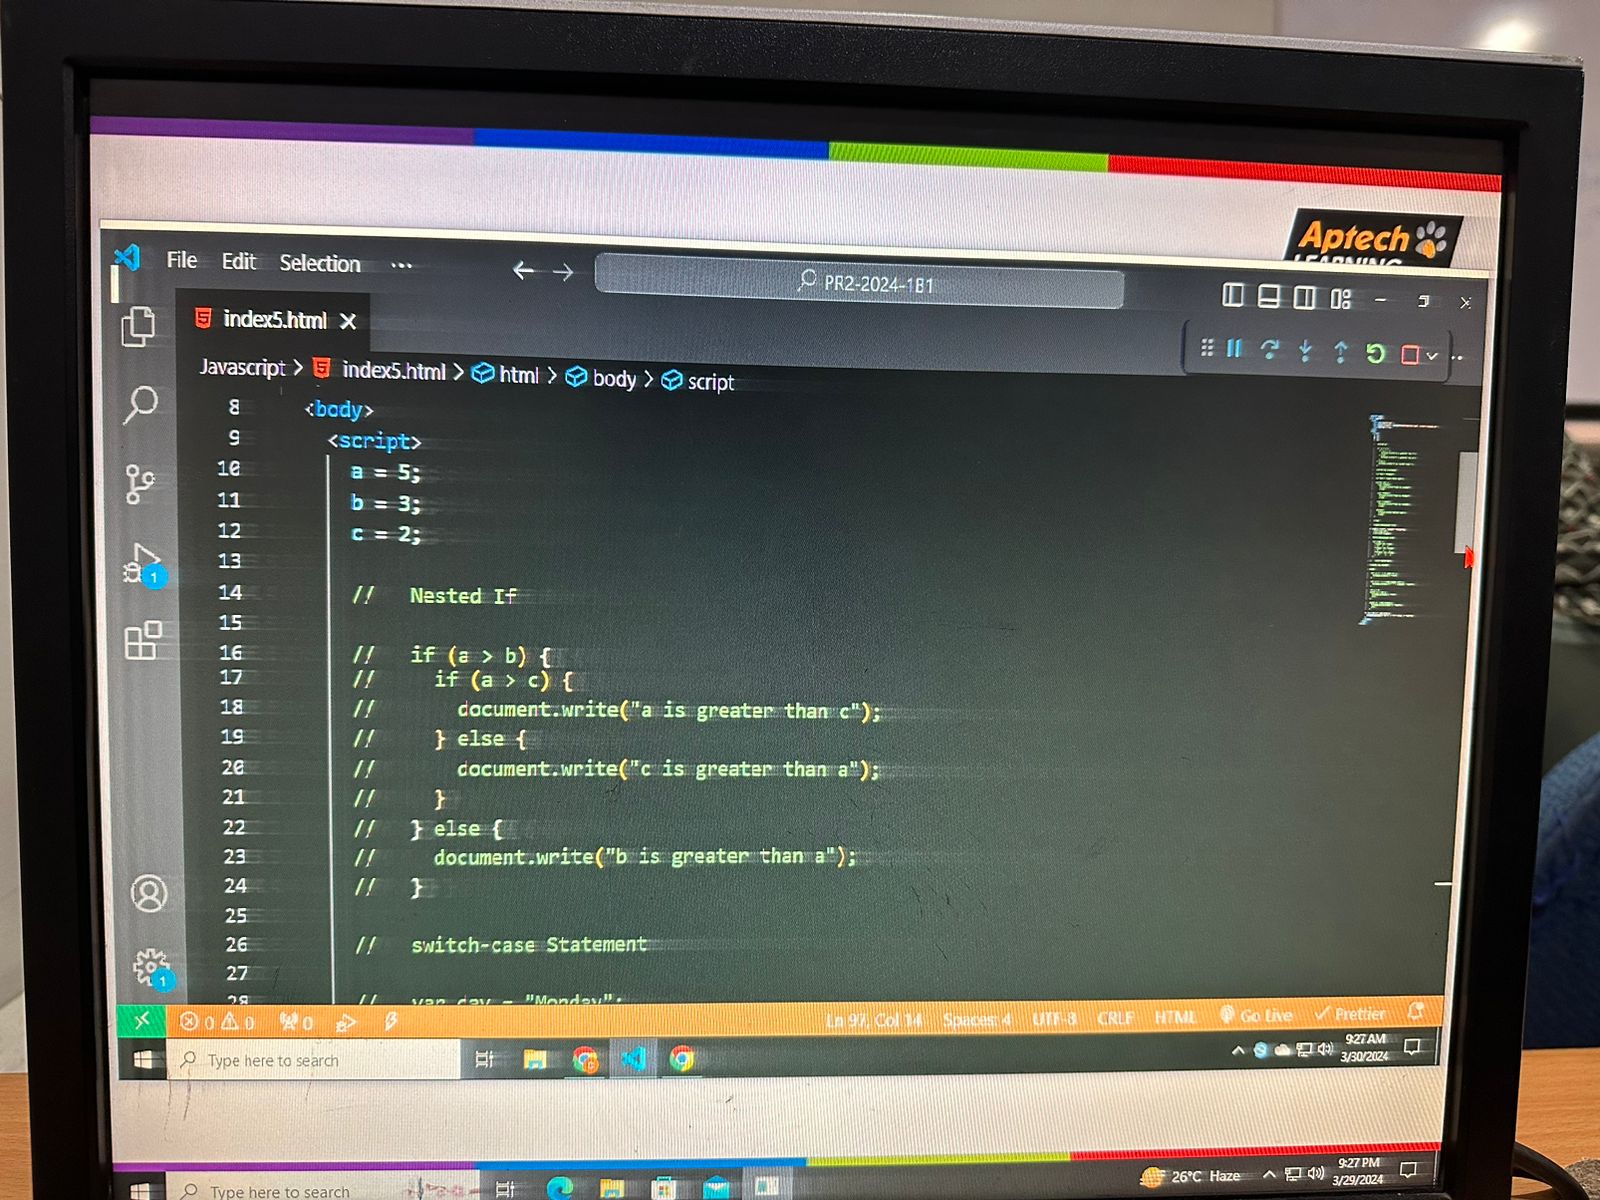 Aptech
LEARNING
File Edit Selection ...
PR2-2024-1B1
index5.html
Javascript > index5.html > html > body > script
8 <body>
9 <script>
10 a = 5;
11 b = 3;
12 c = 2;
13
14 // Nested If
15
16 // if (a > b) {
17 // if (a > c) {
18 // document.write("a is greater than c");
19 // } else {
20 // document.write("c is greater than a");
21 // }
22 // } else {
23 // document.write("b is greater than a");
24 // }
25
26 // switch-case Statement
27
28 // var day = "Monday";
1
1
0 0 0 Ln 97, Col 14 Spaces: 4 UTF-8 CRLF HTML Go Live Prettier
Type here to search 9:27 AM
3/30/2024
Type here to search 26°C Haze 9:27 PM
3/29/2024